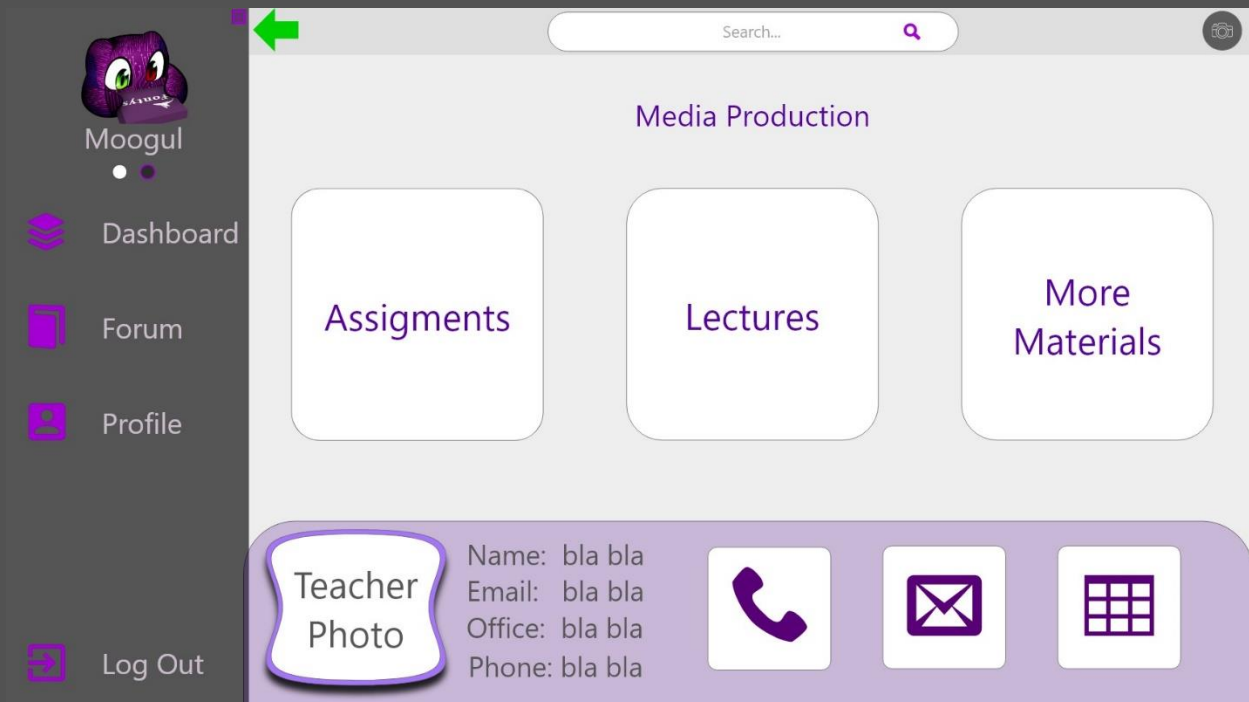 Search...
Fontys
Moogul
Dashboard
Forum
Profile
Log Out
Media Production
Assigments
Lectures
More
Materials
Teacher
Photo
Name: bla bla
Email: bla bla
Office: bla bla
Phone: bla bla